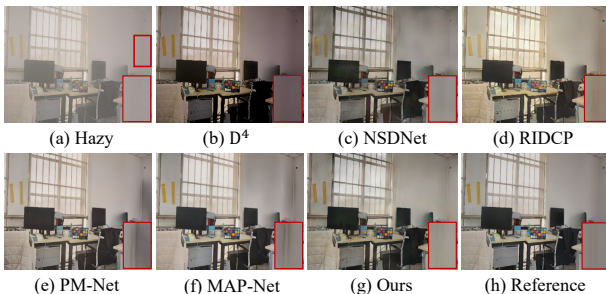 (a) Hazy
(b) D⁴
(c) NSDNet
(d) RIDCP
(e) PM-Net
(f) MAP-Net
(g) Ours
(h) Reference